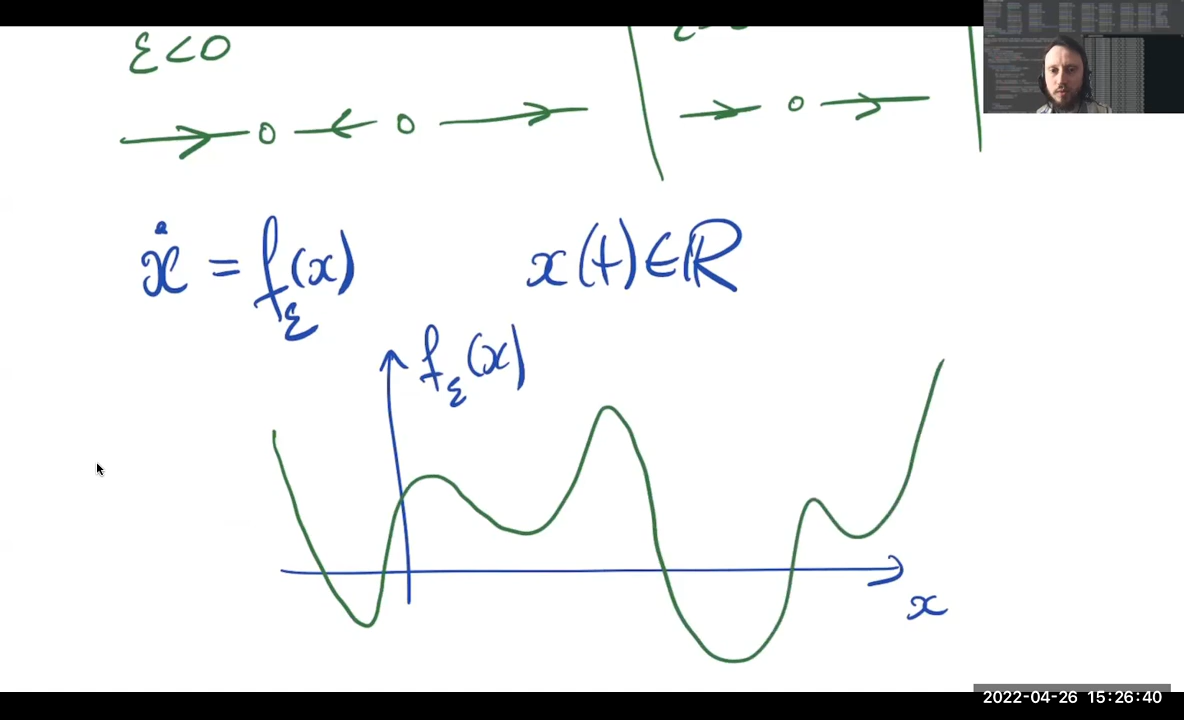 ε<0
ẋ = f_ε(x) x(t)∈ℝ
f_ε(x)
x
2022-04-26 15:26:40